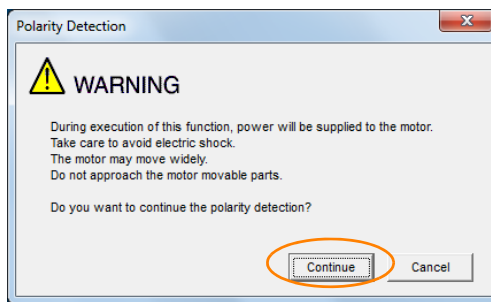 Polarity Detection
WARNING
During execution of this function, power will be supplied to the motor.
Take care to avoid electric shock.
The motor may move widely.
Do not approach the motor movable parts.
Do you want to continue the polarity detection?
Continue
Cancel